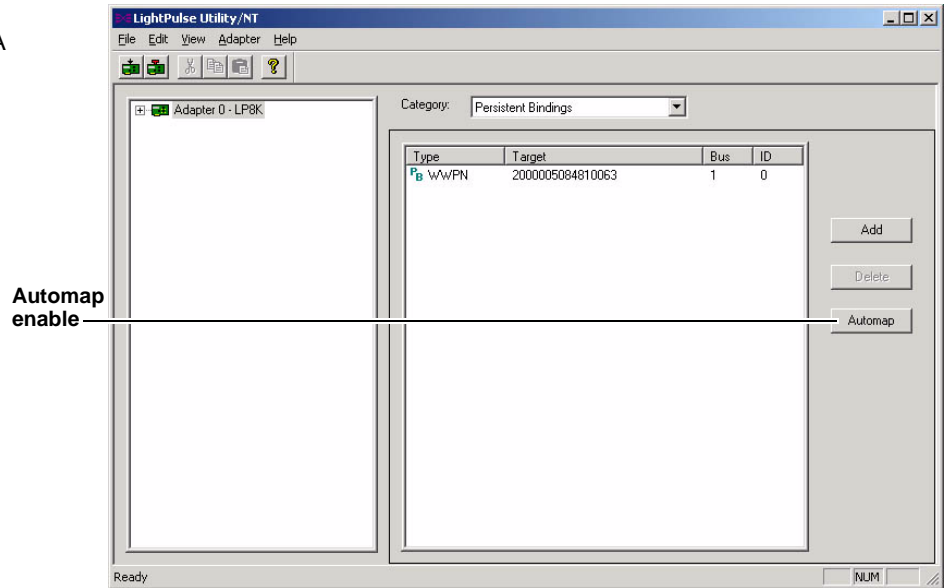 A
LightPulse Utility/NT
File Edit View Adapter Help
Adapter 0 - LP8K
Category: Persistent Bindings
Type Target Bus ID
PB WWPN 2000005084810063 1 0
Add
Delete
Automap
Automap
enable
Ready NUM